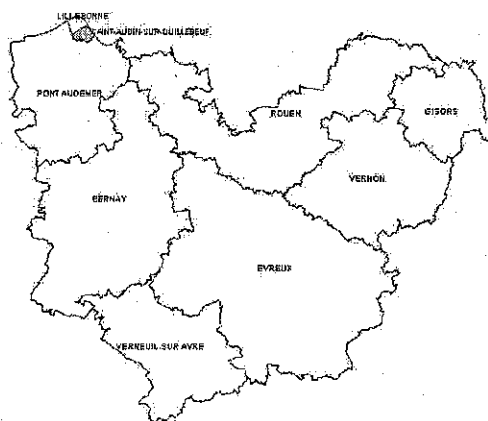 LILLEBONNE
SAINT-AUBIN-SUR-QUILLEBEUF
PONT AUDEMER
ROUEN
GISORS
VERNON
BERNAY
EVREUX
VERNEUIL SUR AVRE